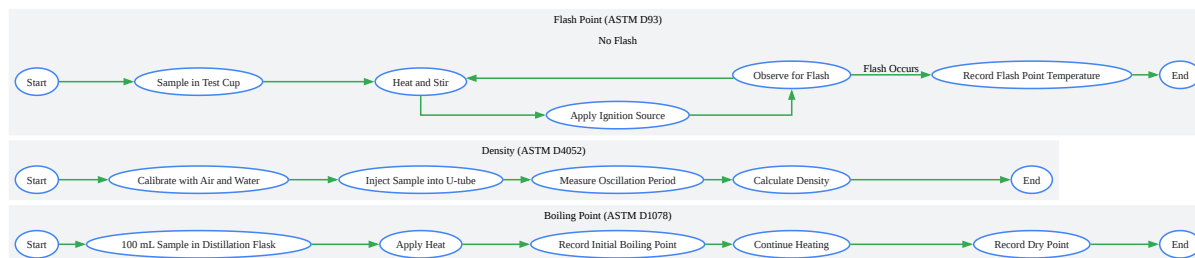 Flash Point (ASTM D93)
No Flash
Start
Sample in Test Cup
Heat and Stir
Observe for Flash
Flash Occurs
Record Flash Point Temperature
End
Apply Ignition Source
Density (ASTM D4052)
Start
Calibrate with Air and Water
Inject Sample into U-tube
Measure Oscillation Period
Calculate Density
End
Boiling Point (ASTM D1078)
Start
100 mL Sample in Distillation Flask
Apply Heat
Record Initial Boiling Point
Continue Heating
Record Dry Point
End